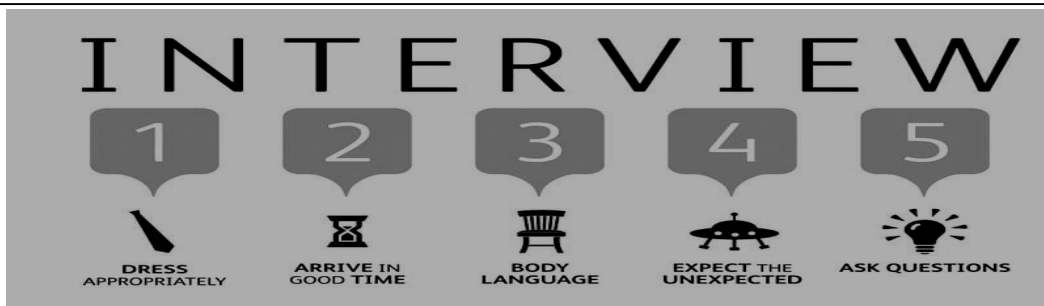 INTERVIEW
1 2 3 4 5
DRESS
APPROPRIATELY
ARRIVE IN
GOOD TIME
BODY
LANGUAGE
EXPECT THE
UNEXPECTED
ASK QUESTIONS